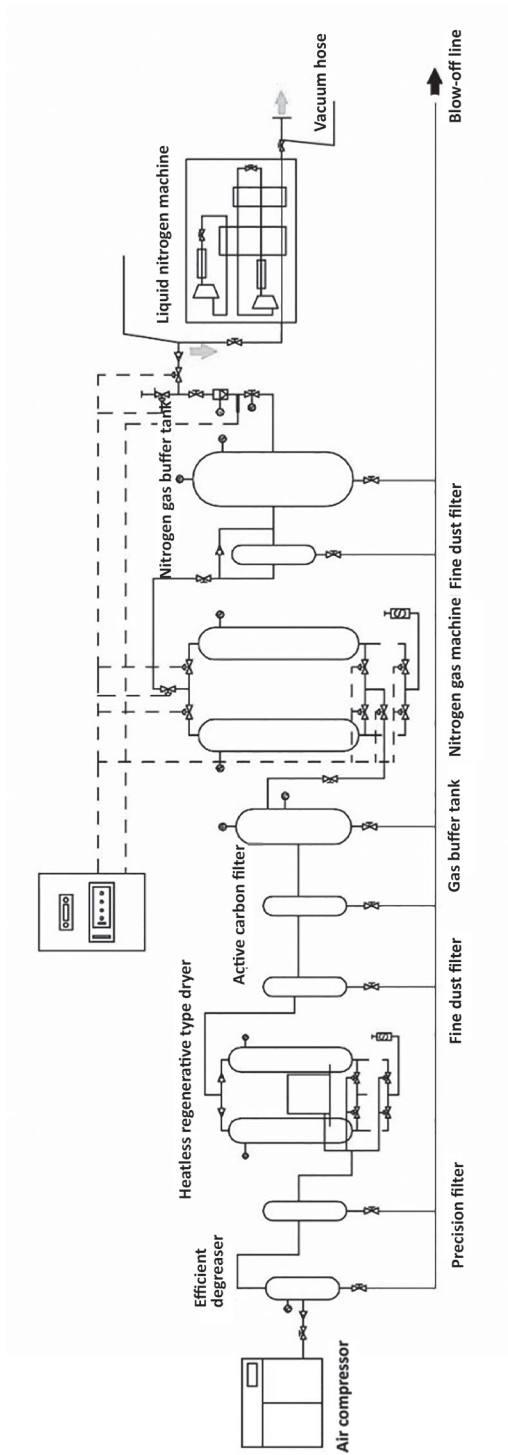 Air compressor
Efficient
degreaser
Precision filter
Heatless regenerative type dryer
Fine dust filter
Active carbon filter
Gas buffer tank
Nitrogen gas machine
Fine dust filter
Nitrogen gas buffer tank
Liquid nitrogen machine
Vacuum hose
Blow-off line